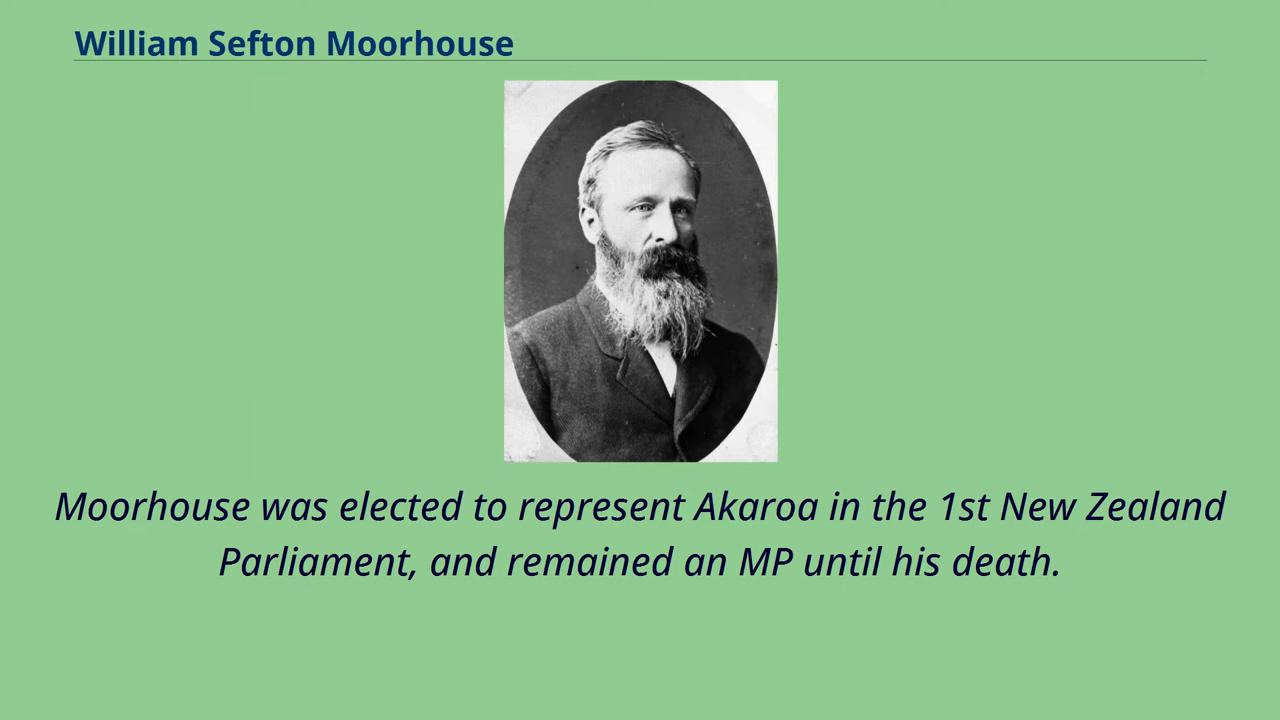 William Sefton Moorhouse
Moorhouse was elected to represent Akaroa in the 1st New Zealand
Parliament, and remained an MP until his death.